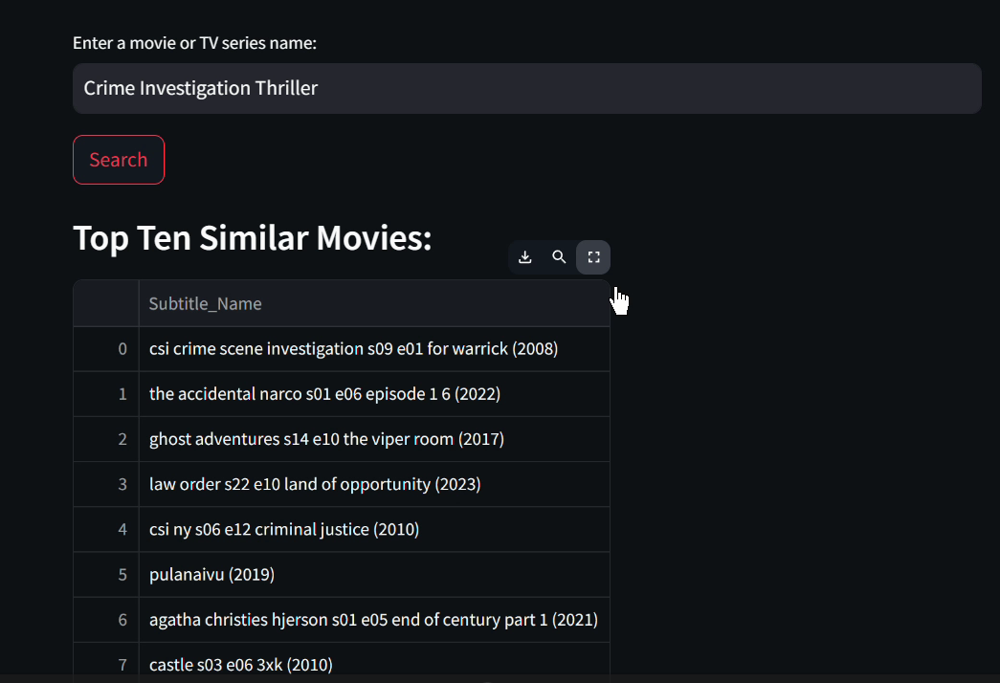 Enter a movie or TV series name:
Crime Investigation Thriller
Search
Top Ten Similar Movies:
Subtitle_Name
0 csi crime scene investigation s09 e01 for warrick (2008)
1 the accidental narco s01 e06 episode 1 6 (2022)
2 ghost adventures s14 e10 the viper room (2017)
3 law order s22 e10 land of opportunity (2023)
4 csi ny s06 e12 criminal justice (2010)
5 pulanaivu (2019)
6 agatha christies hjerson s01 e05 end of century part 1 (2021)
7 castle s03 e06 3xk (2010)